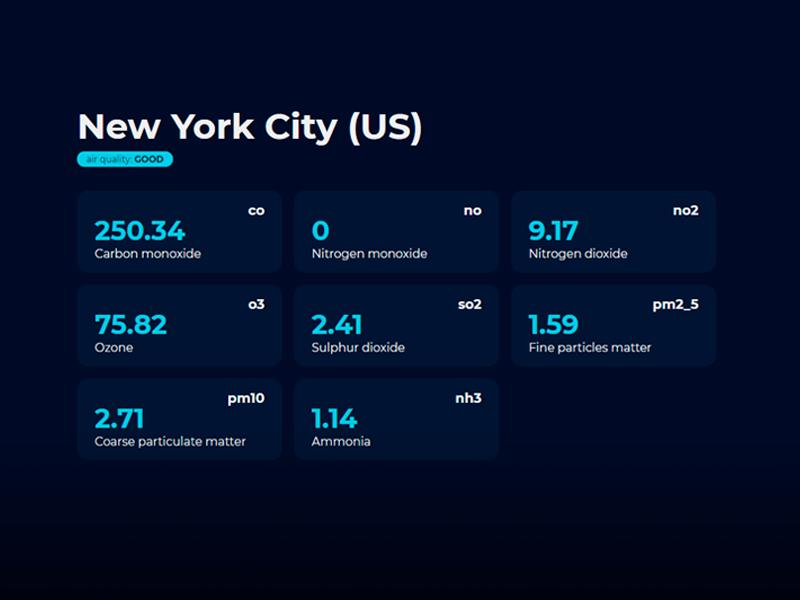 New York City (US)
air quality: GOOD
co
250.34
Carbon monoxide
no
0
Nitrogen monoxide
no2
9.17
Nitrogen dioxide
o3
75.82
Ozone
so2
2.41
Sulphur dioxide
pm2_5
1.59
Fine particles matter
pm10
2.71
Coarse particulate matter
nh3
1.14
Ammonia